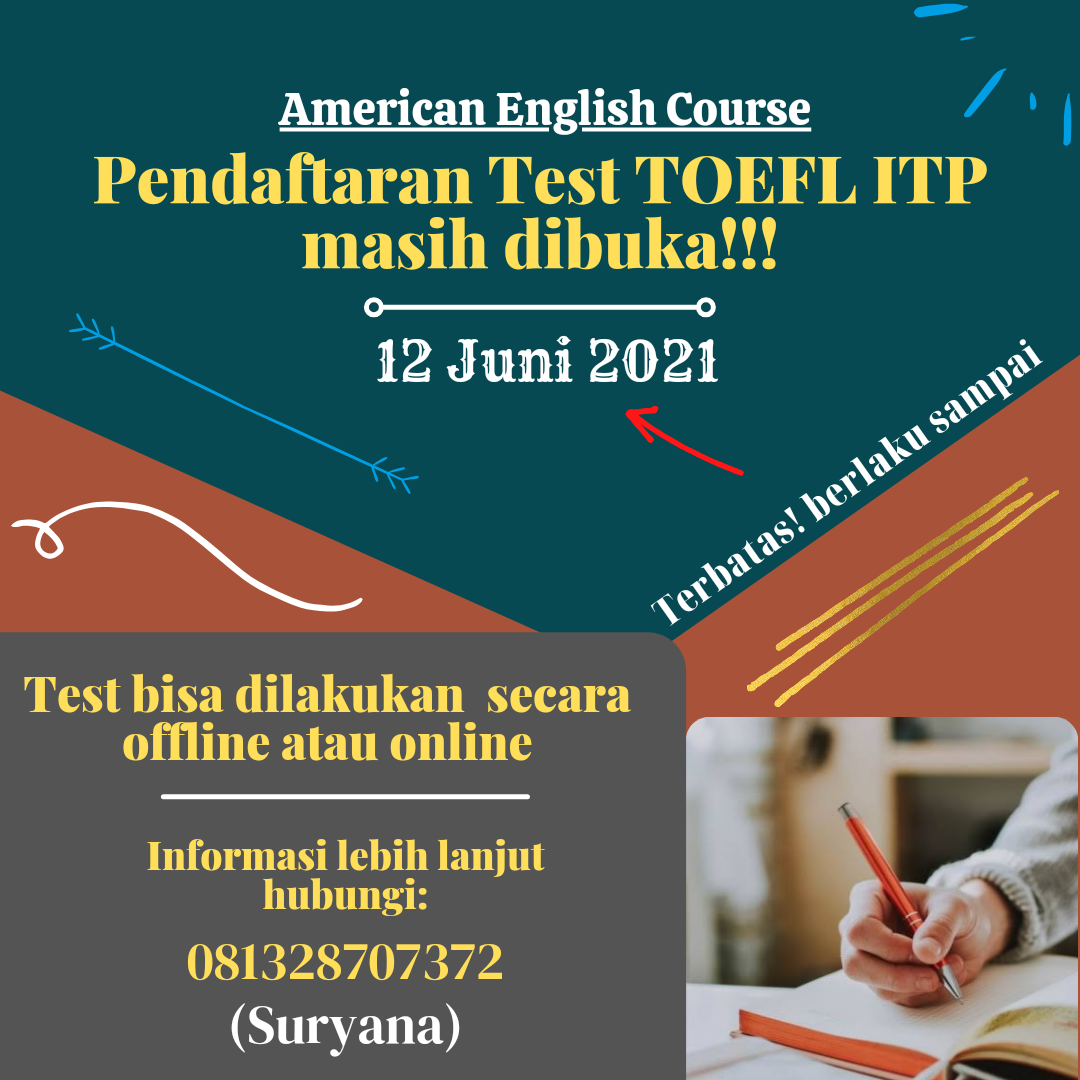 American English Course
Pendaftaran Test TOEFL ITP
masih dibuka!!!
12 Juni 2021
Terbatas! berlaku sampai
Test bisa dilakukan secara
offline atau online
Informasi lebih lanjut
hubungi:
081328707372
(Suryana)